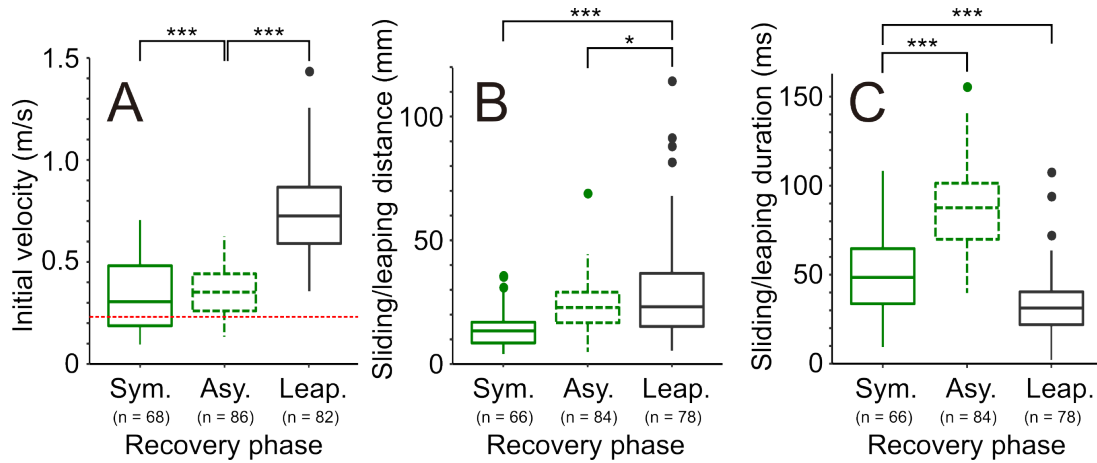 A
Initial velocity (m/s)
1.5
1.0
0.5
0
*** ***
Sym. Asy. Leap.
(n = 68) (n = 86) (n = 82)
Recovery phase
B
Sliding/leaping distance (mm)
100
50
0
***
*
Sym. Asy. Leap.
(n = 66) (n = 84) (n = 78)
Recovery phase
C
Sliding/leaping duration (ms)
150
100
50
0
***
***
Sym. Asy. Leap.
(n = 66) (n = 84) (n = 78)
Recovery phase